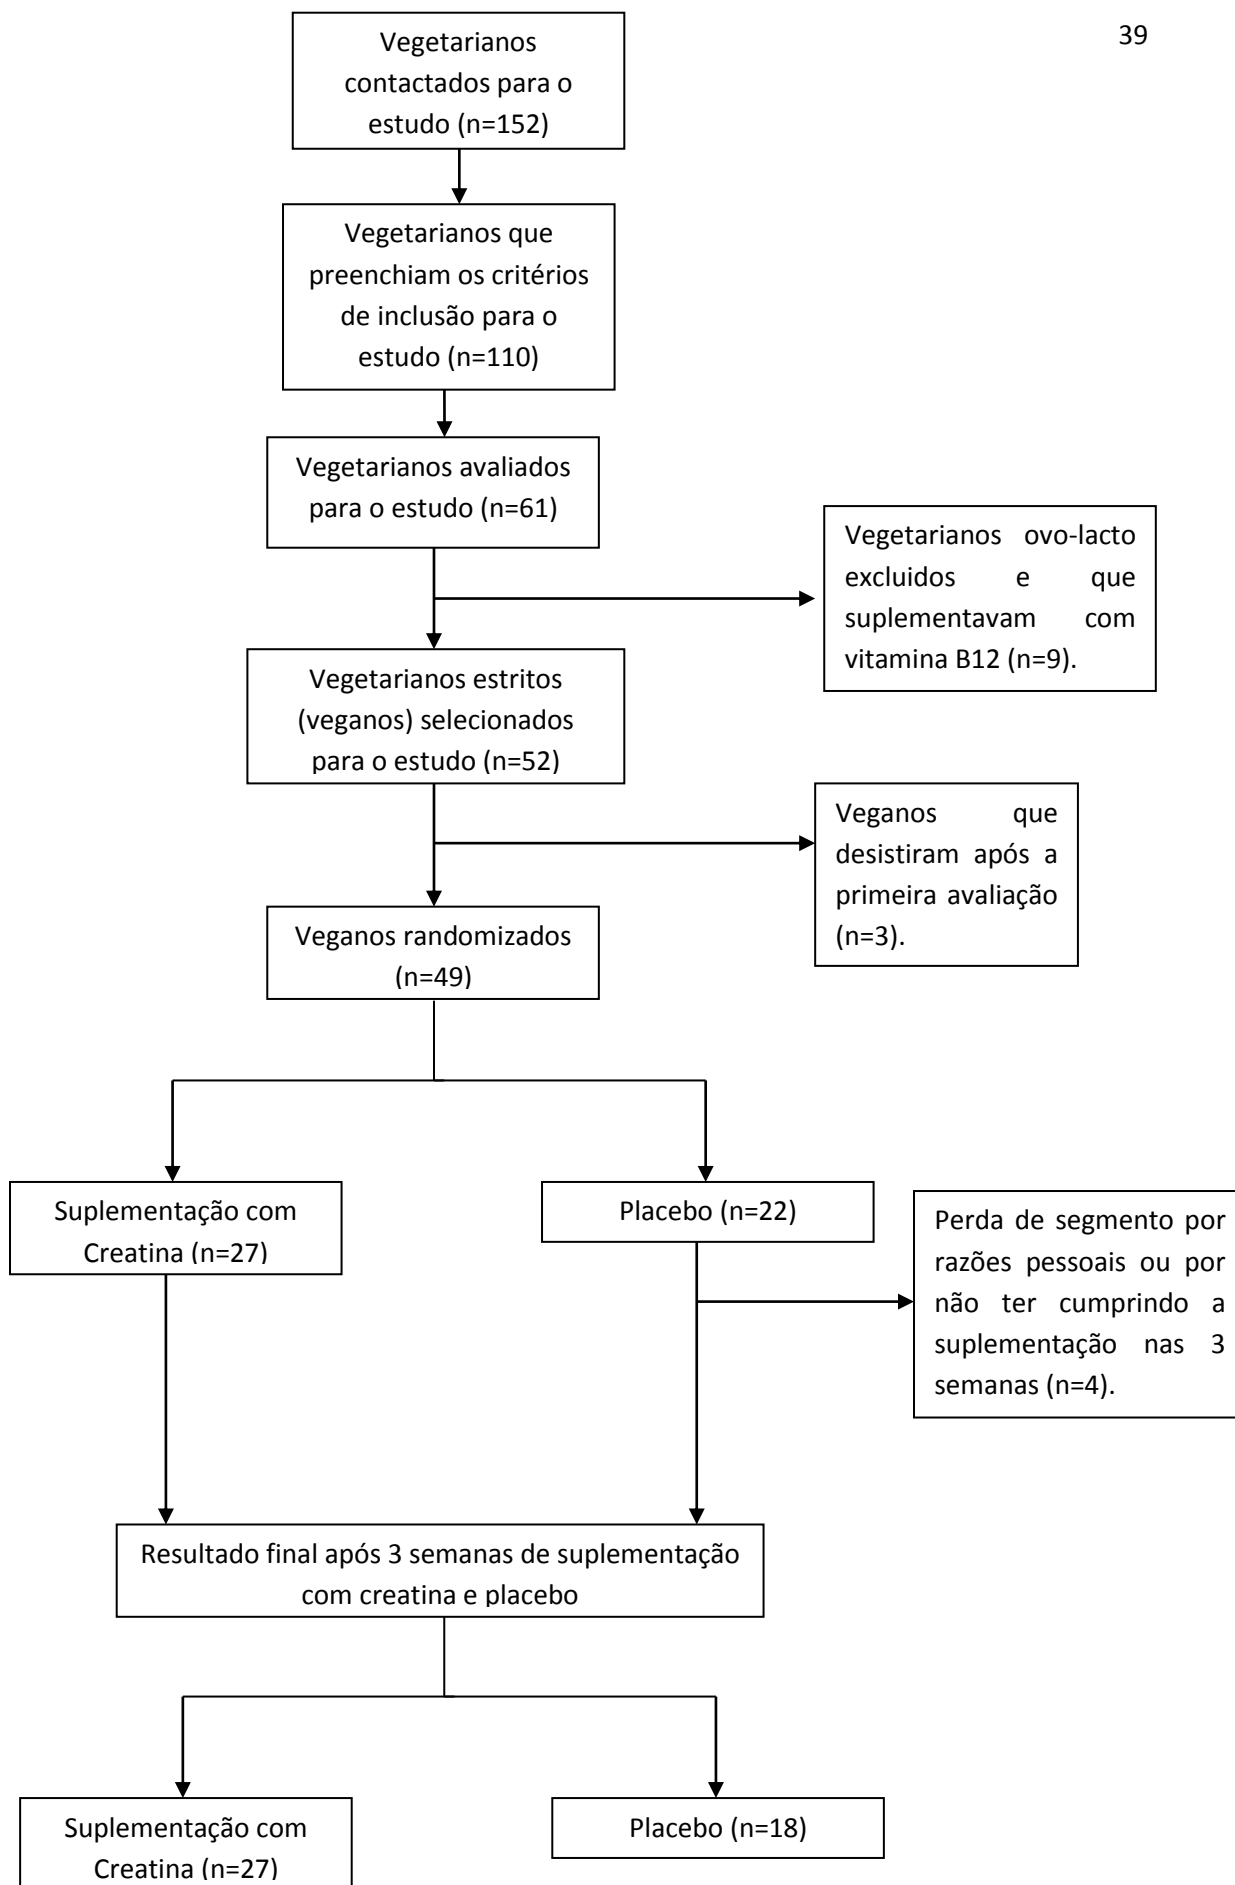 39
Vegetarianos
contactados para o
estudo (n=152)
Vegetarianos que
preenchiam os critérios
de inclusão para o
estudo (n=110)
Vegetarianos avaliados
para o estudo (n=61)
Vegetarianos ovo-lacto
excluidos e que
suplementavam com
vitamina B12 (n=9).
Vegetarianos estritos
(veganos) selecionados
para o estudo (n=52)
Veganos que
desistiram após a
primeira avaliação
(n=3).
Veganos randomizados
(n=49)
Suplementação com
Creatina (n=27)
Placebo (n=22)
Perda de segmento por
razões pessoais ou por
não ter cumprindo a
suplementação nas 3
semanas (n=4).
Resultado final após 3 semanas de suplementação
com creatina e placebo
Suplementação com
Creatina (n=27)
Placebo (n=18)